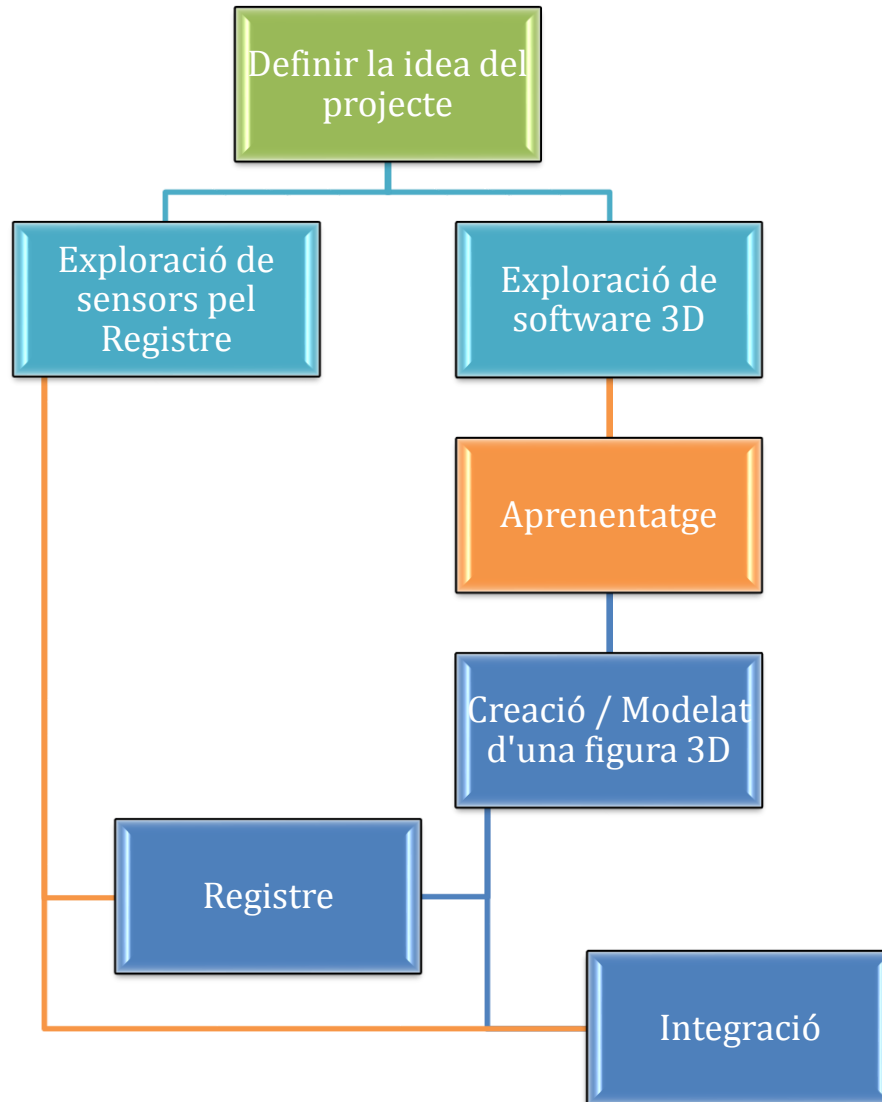 Definir la idea del
projecte
Exploració de
sensors pel
Registre
Exploració de
software 3D
Aprenentatge
Creació / Modelat
d'una figura 3D
Registre
Integració